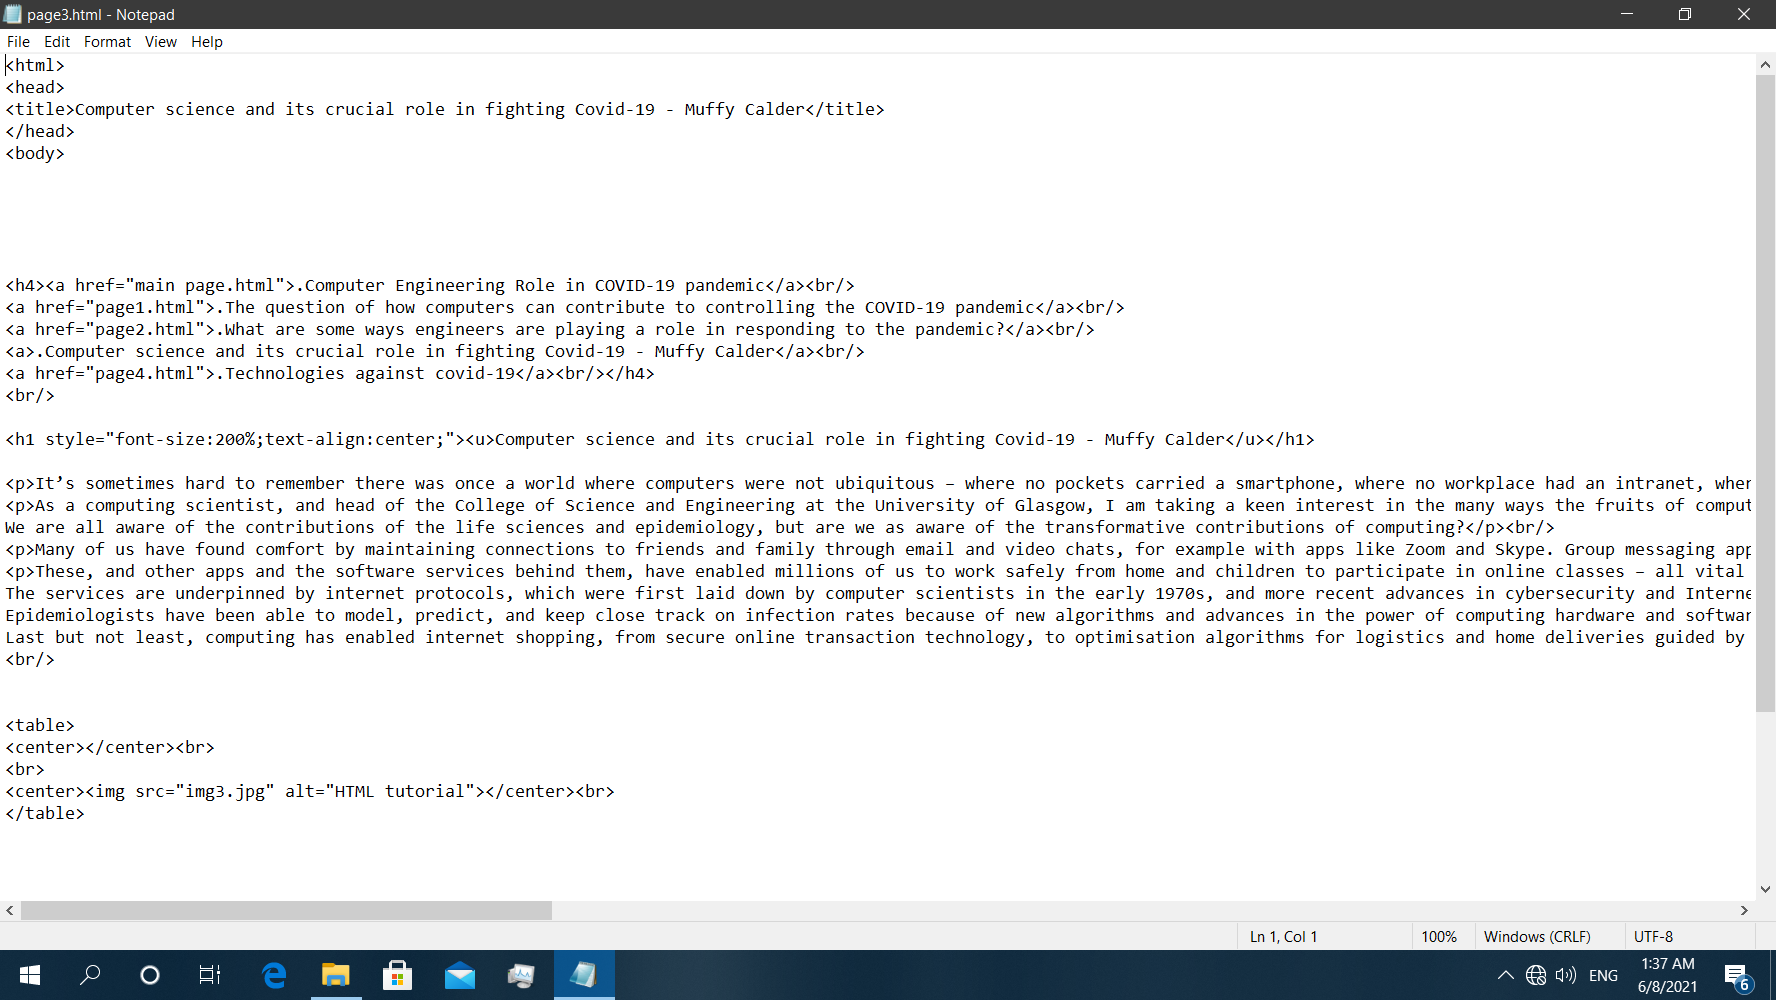 page3.html - Notepad
File Edit Format View Help
<html>
<head>
<title>Computer science and its crucial role in fighting Covid-19 - Muffy Calder</title>
</head>
<body>
<h4><a href="main page.html">.Computer Engineering Role in COVID-19 pandemic</a><br/>
<a href="page1.html">.The question of how computers can contribute to controlling the COVID-19 pandemic</a><br/>
<a href="page2.html">.What are some ways engineers are playing a role in responding to the pandemic?</a><br/>
<a>.Computer science and its crucial role in fighting Covid-19 - Muffy Calder</a><br/>
<a href="page4.html">.Technologies against covid-19</a><br/></h4>
<br/>
<h1 style="font-size:200%;text-align:center;"><u>Computer science and its crucial role in fighting Covid-19 - Muffy Calder</u></h1>
<p>It’s sometimes hard to remember there was once a world where computers were not ubiquitous – where no pockets carried a smartphone, where no workplace had an intranet, wher
<p>As a computing scientist, and head of the College of Science and Engineering at the University of Glasgow, I am taking a keen interest in the many ways the fruits of comput
We are all aware of the contributions of the life sciences and epidemiology, but are we as aware of the transformative contributions of computing?</p><br/>
<p>Many of us have found comfort by maintaining connections to friends and family through email and video chats, for example with apps like Zoom and Skype. Group messaging app
<p>These, and other apps and the software services behind them, have enabled millions of us to work safely from home and children to participate in online classes – all vital
The services are underpinned by internet protocols, which were first laid down by computer scientists in the early 1970s, and more recent advances in cybersecurity and Interne
Epidemiologists have been able to model, predict, and keep close track on infection rates because of new algorithms and advances in the power of computing hardware and softwar
Last but not least, computing has enabled internet shopping, from secure online transaction technology, to optimisation algorithms for logistics and home deliveries guided by
<br/>
<table>
<center></center><br>
<br>
<center><img src="img3.jpg" alt="HTML tutorial"></center><br>
</table>
Ln 1, Col 1 100% Windows (CRLF) UTF-8
ENG 1:37 AM
6/8/2021 6